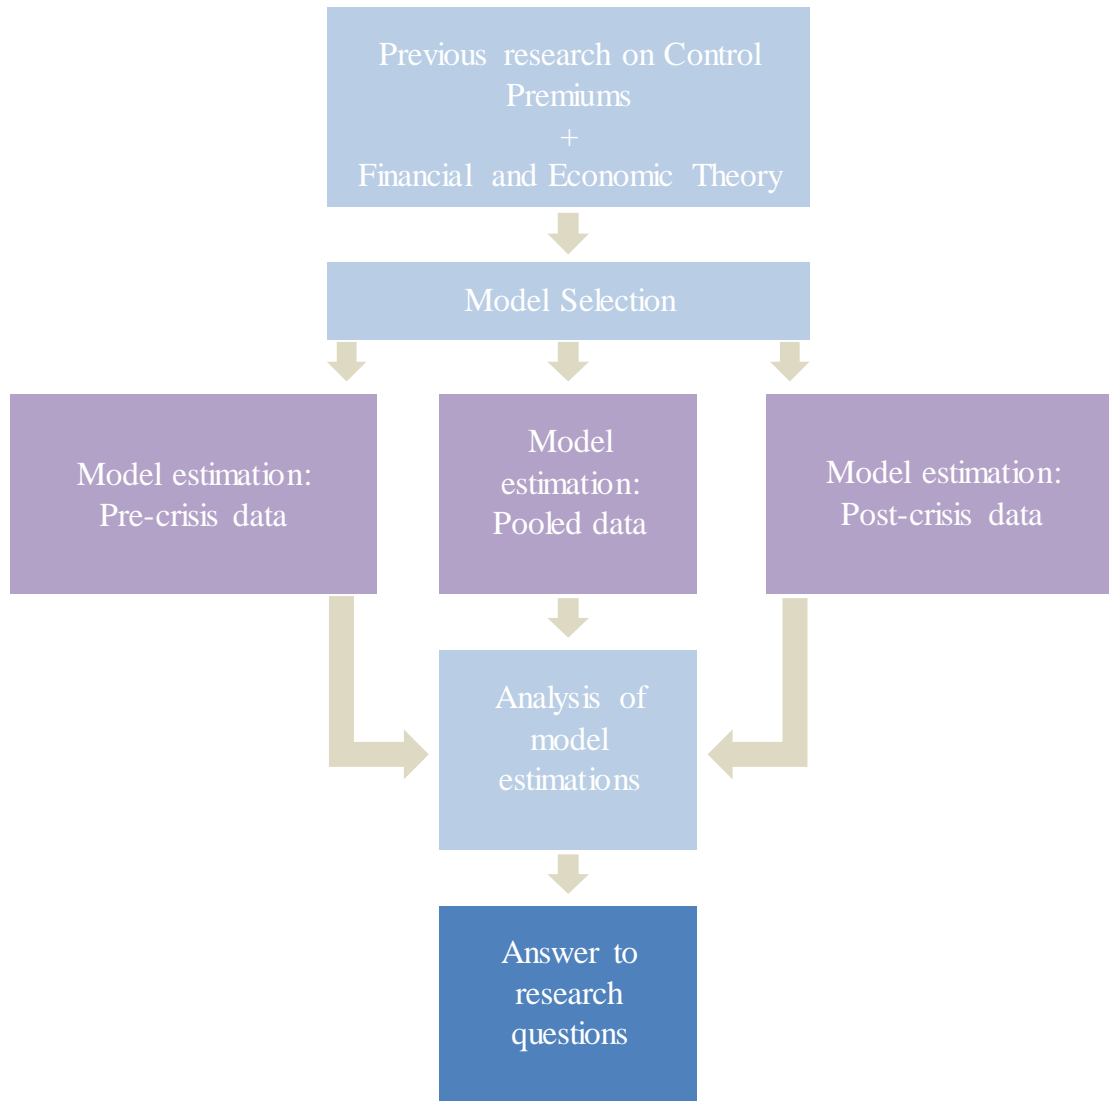 Previous research on Control
Premiums
+
Financial and Economic Theory
Model Selection
Model estimation:
Pre-crisis data
Model
estimation:
Pooled data
Model estimation:
Post-crisis data
Analysis of
model
estimations
Answer to
research
questions